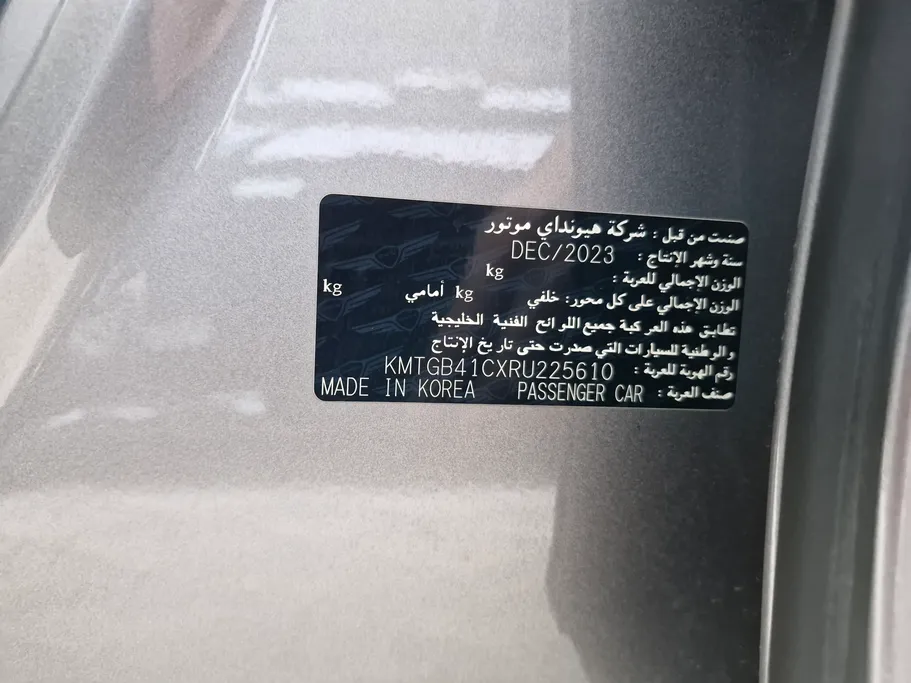 صنعت من قبل : شركة هيونداي موتور
سنة وشهر الإنتاج : DEC/2023
الوزن الإجمالي للعربة : kg
الوزن الإجمالي على كل محور: خلفي kg أمامي kg
تطابق هذه المركبة جميع اللوائح الفنية الخليجية
والوطنية للسيارات التي صدرت حتى تاريخ الإنتاج
رقم الهوية للعربة : KMTGB41CXRU225610
صنف العربة : PASSENGER CAR MADE IN KOREA